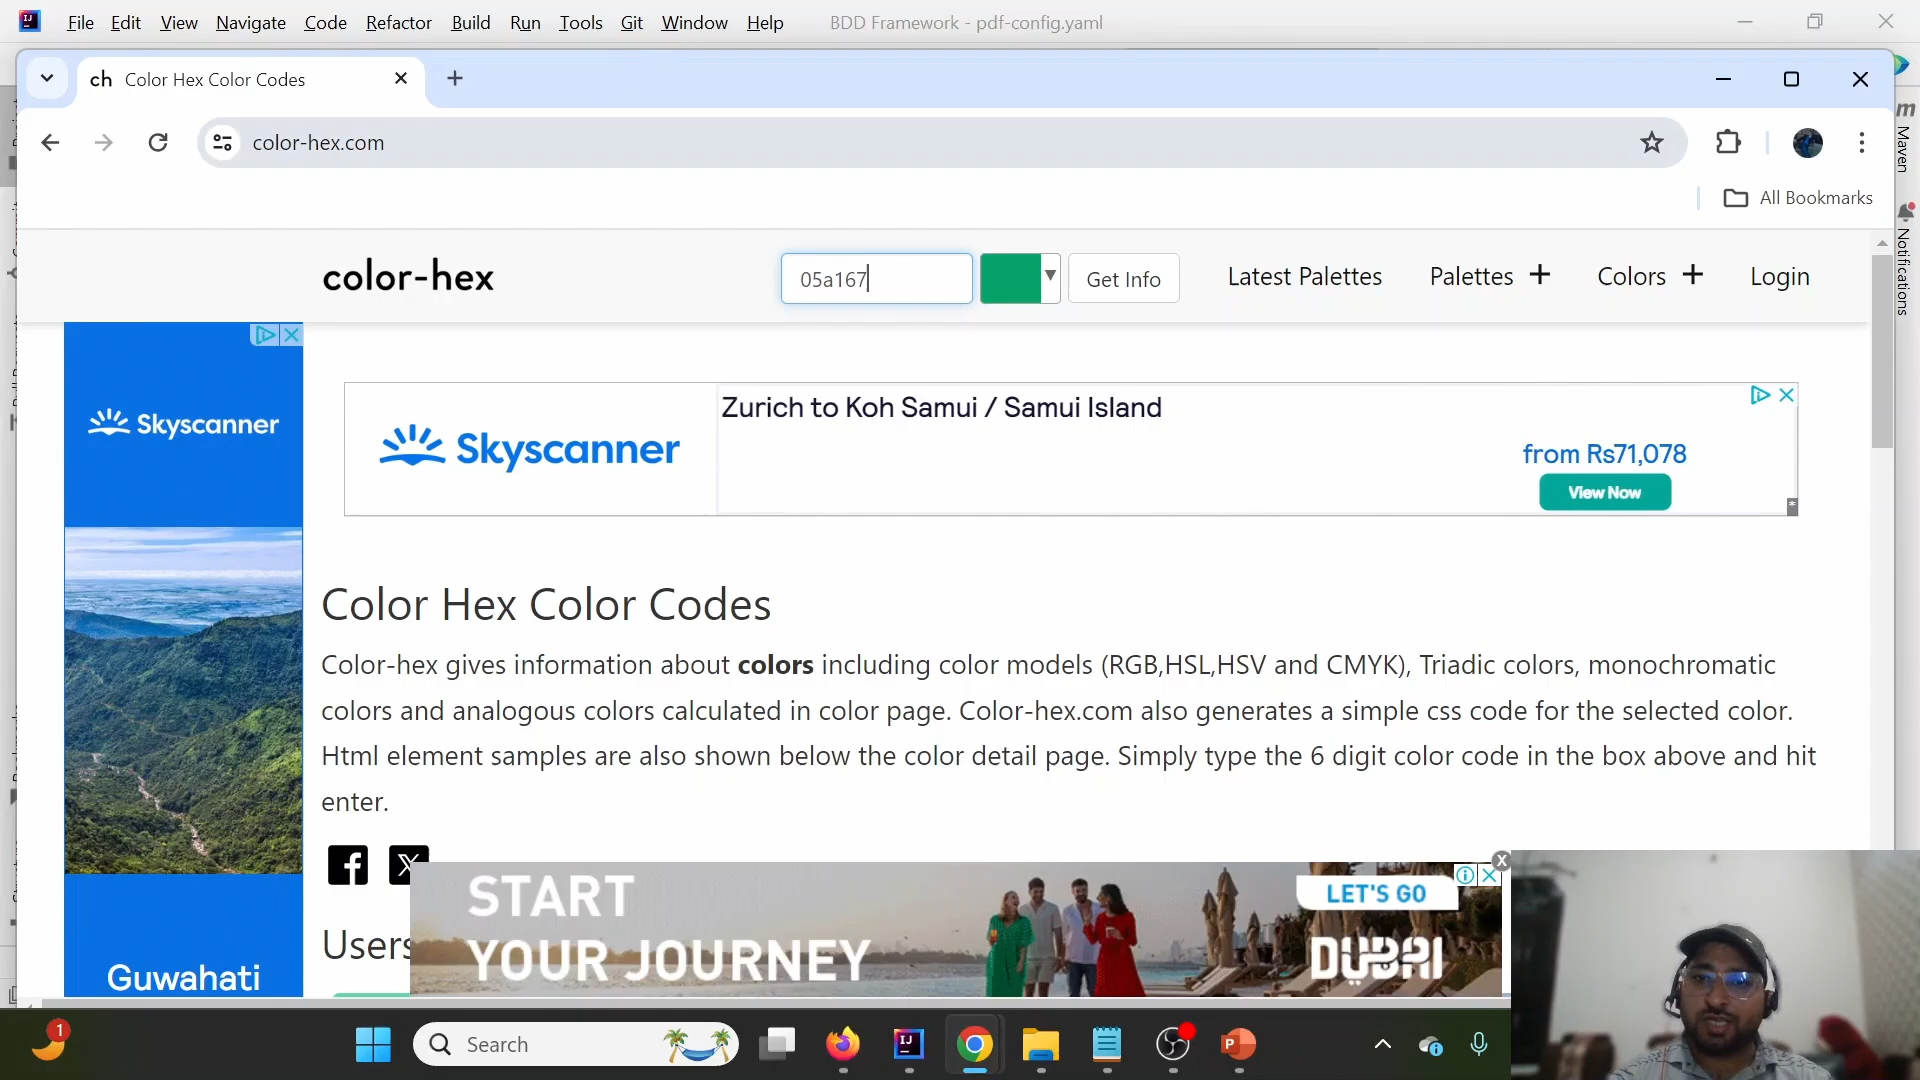 File Edit View Navigate Code Refactor Build Run Tools Git Window Help BDD Framework - pdf-config.yaml
ch Color Hex Color Codes
color-hex.com
All Bookmarks
m
Maven
Notifications
color-hex
05a167
Get Info
Latest Palettes
Palettes +
Colors +
Login
Skyscanner
Skyscanner
Zurich to Koh Samui / Samui Island
from Rs71,078
View Now
Color Hex Color Codes
Color-hex gives information about colors including color models (RGB,HSL,HSV and CMYK), Triadic colors, monochromatic
colors and analogous colors calculated in color page. Color-hex.com also generates a simple css code for the selected color.
Html element samples are also shown below the color detail page. Simply type the 6 digit color code in the box above and hit
enter.
Users
START
YOUR JOURNEY
LET'S GO
DUBAI
Guwahati
1
Search